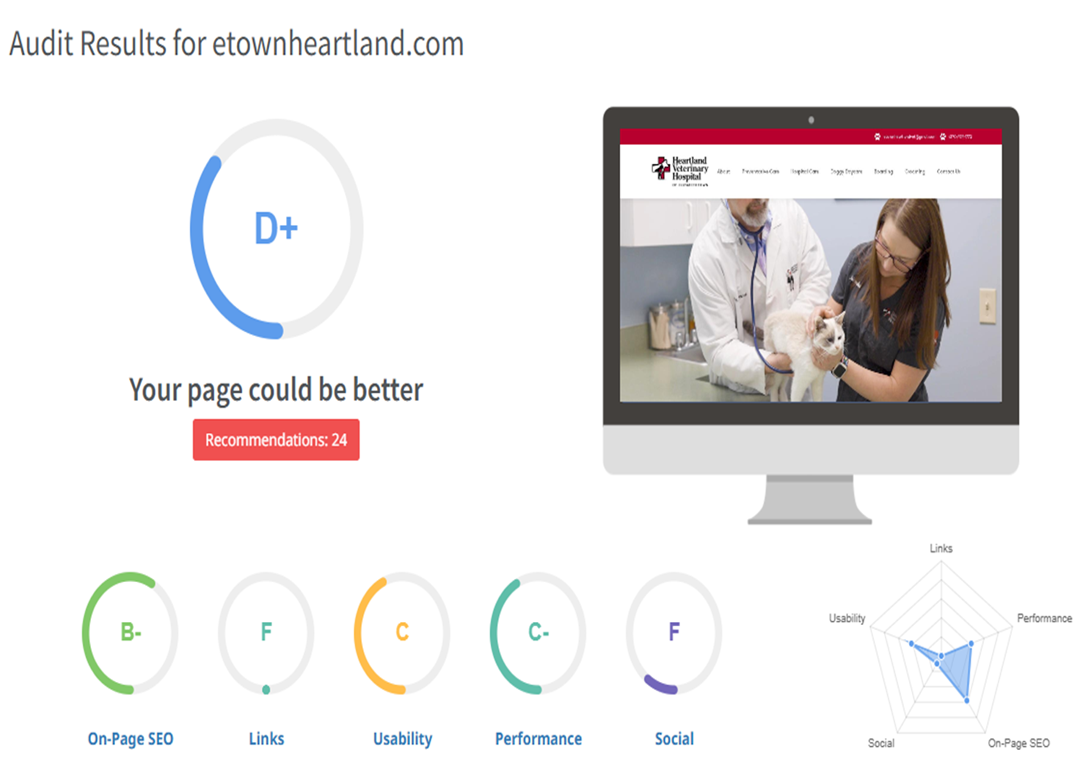 Audit Results for etownheartland.com
D+
Your page could be better
Recommendations: 24
Heartland
Veterinary
Hospital
About Preventative Care Hospital Care Doggy Daycare Boarding Grooming Contact Us
B- F C C- F
On-Page SEO Links Usability Performance Social
Links
Usability Performance
Social On-Page SEO